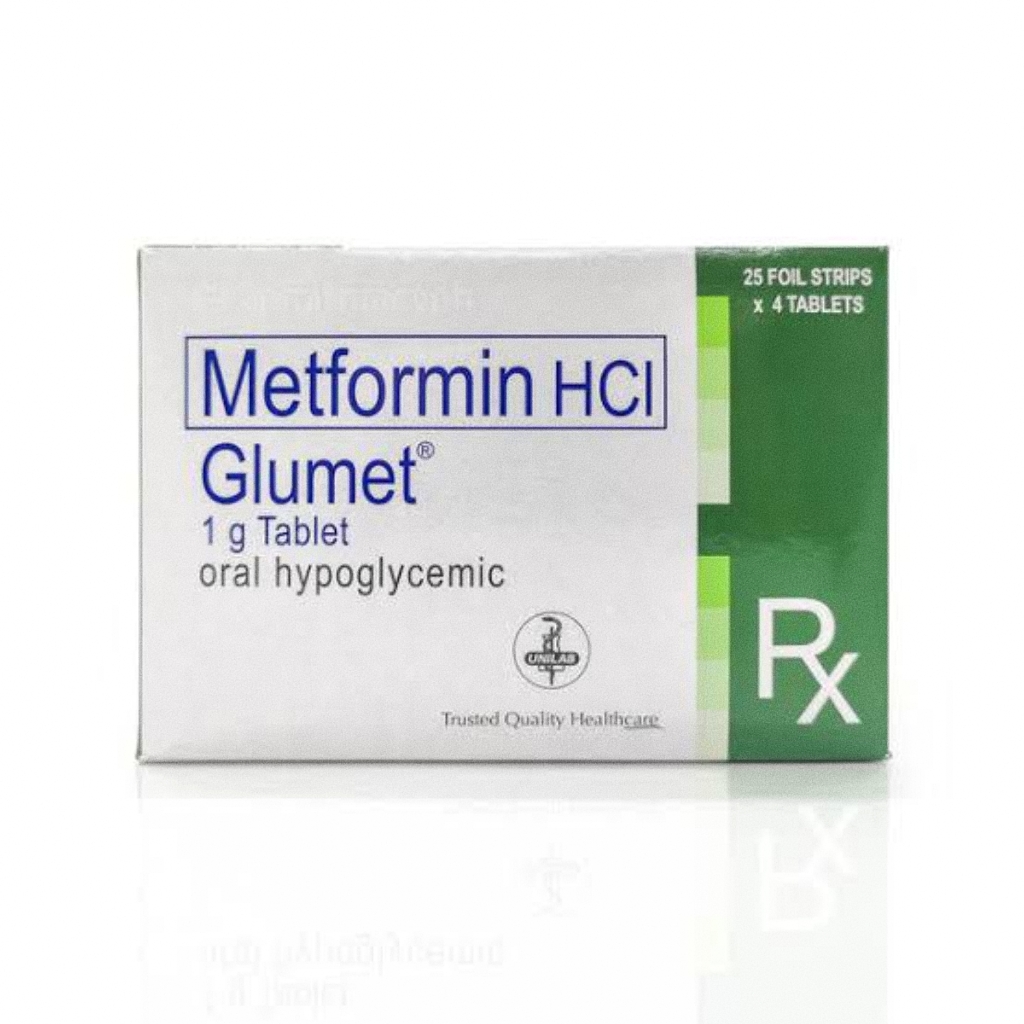 Metformin HCl
Glumet®
1 g Tablet
oral hypoglycemic
UNILAB
Trusted Quality Healthcare
25 FOIL STRIPS
x 4 TABLETS
Rx